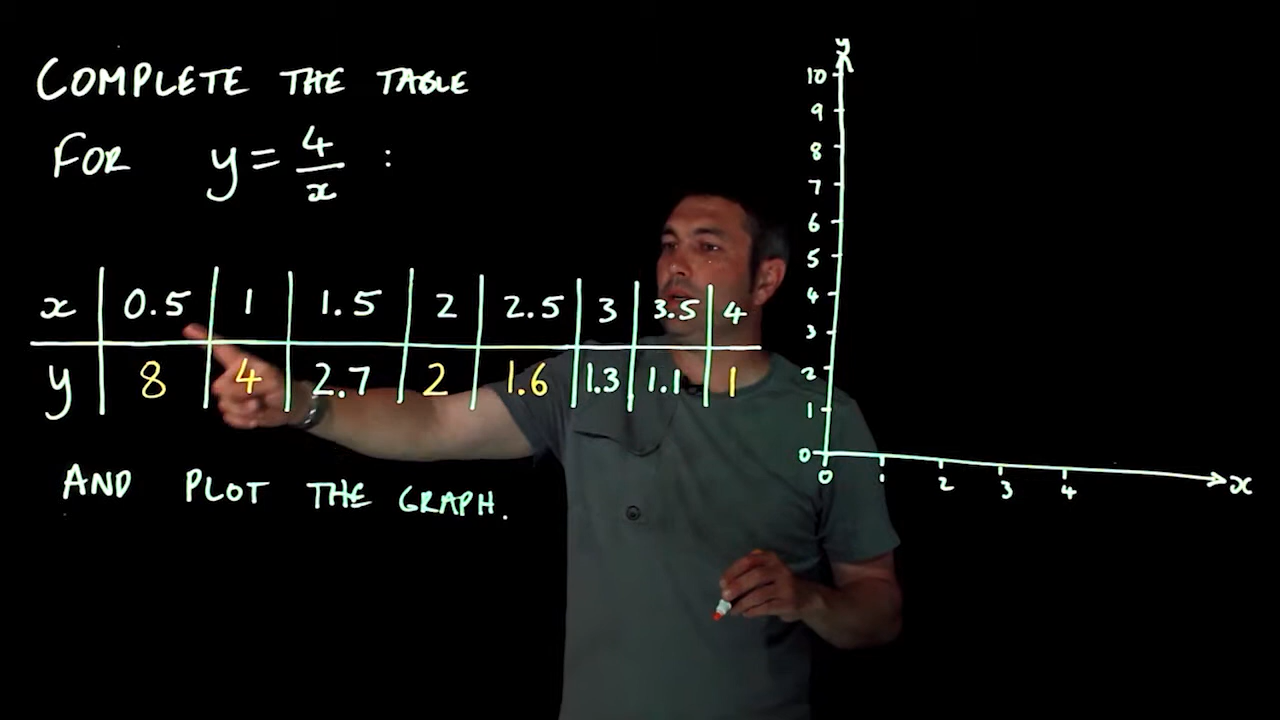 COMPLETE THE TABLE
FOR y = 4/x :
x 0.5 1 1.5 2 2.5 3 3.5 4
y 8 4 2.7 2 1.6 1.3 1.1 1
AND PLOT THE GRAPH.
y
10
9
8
7
6
5
4
3
2
1
0
0 1 2 3 4 x